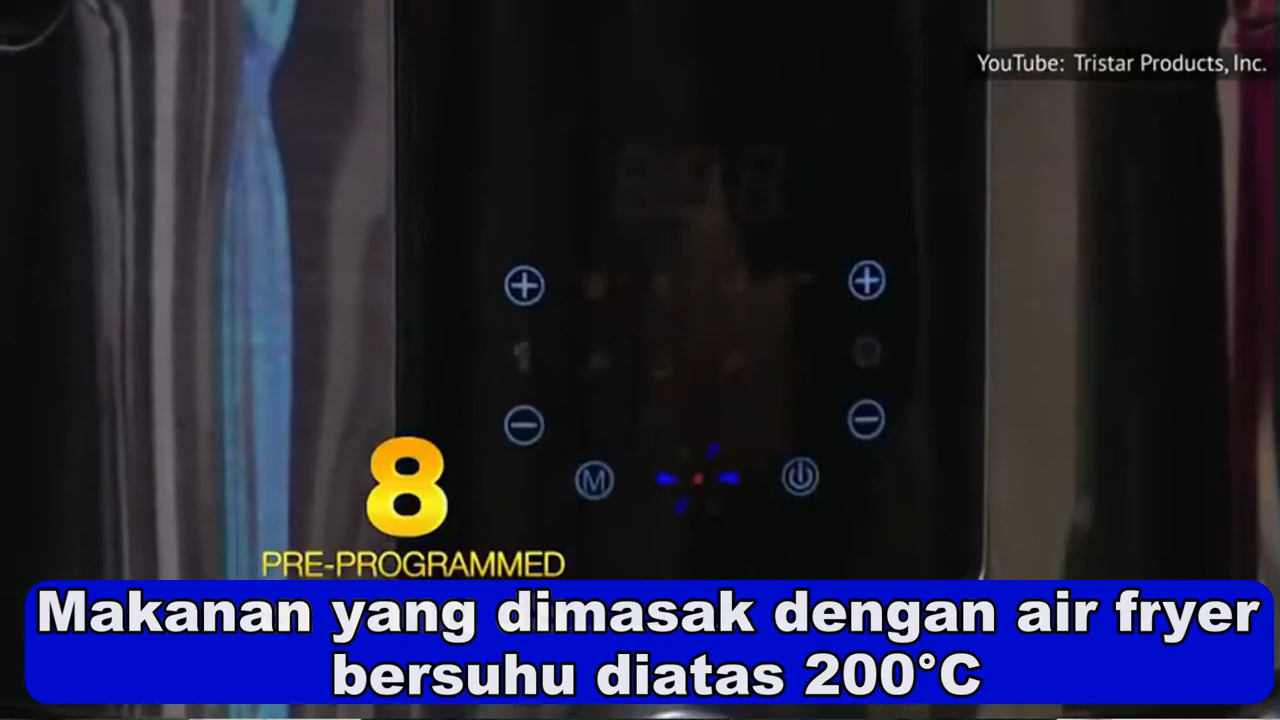 YouTube: Tristar Products, Inc.
M
8
PRE-PROGRAMMED
Makanan yang dimasak dengan air fryer
bersuhu diatas 200°C